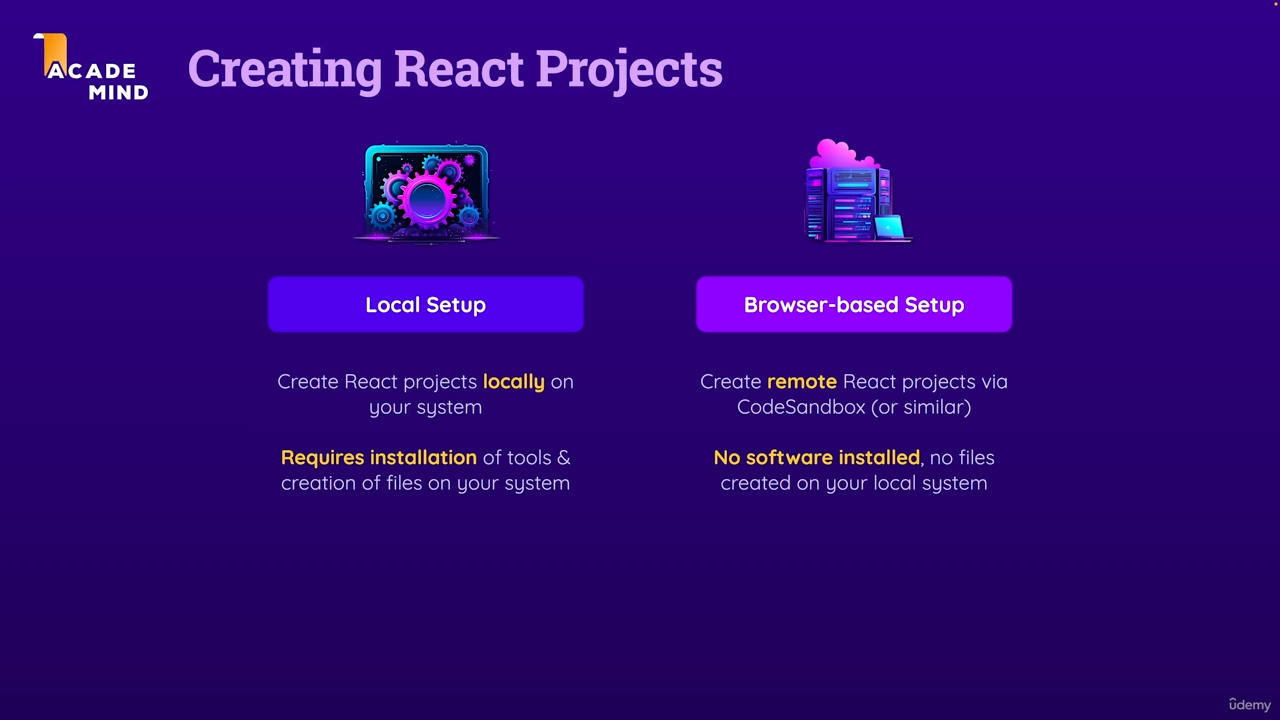 ACADE
MIND
Creating React Projects
Local Setup
Create React projects locally on
your system
Requires installation of tools &
creation of files on your system
Browser-based Setup
Create remote React projects via
CodeSandbox (or similar)
No software installed, no files
created on your local system
udemy